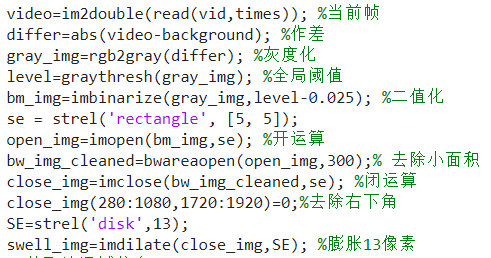 video=im2double(read(vid,times)); %当前帧
differ=abs(video-background); %作差
gray_img=rgb2gray(differ); %灰度化
level=graythresh(gray_img); %全局阈值
bm_img=imbinarize(gray_img,level-0.025); %二值化
se = strel('rectangle', [5, 5]);
open_img=imopen(bm_img,se); %开运算
bw_img_cleaned=bwareaopen(open_img,300);% 去除小面积
close_img=imclose(bw_img_cleaned,se); %闭运算
close_img(280:1080,1720:1920)=0;%去除右下角
SE=strel('disk',13);
swell_img=imdilate(close_img,SE); %膨胀13像素